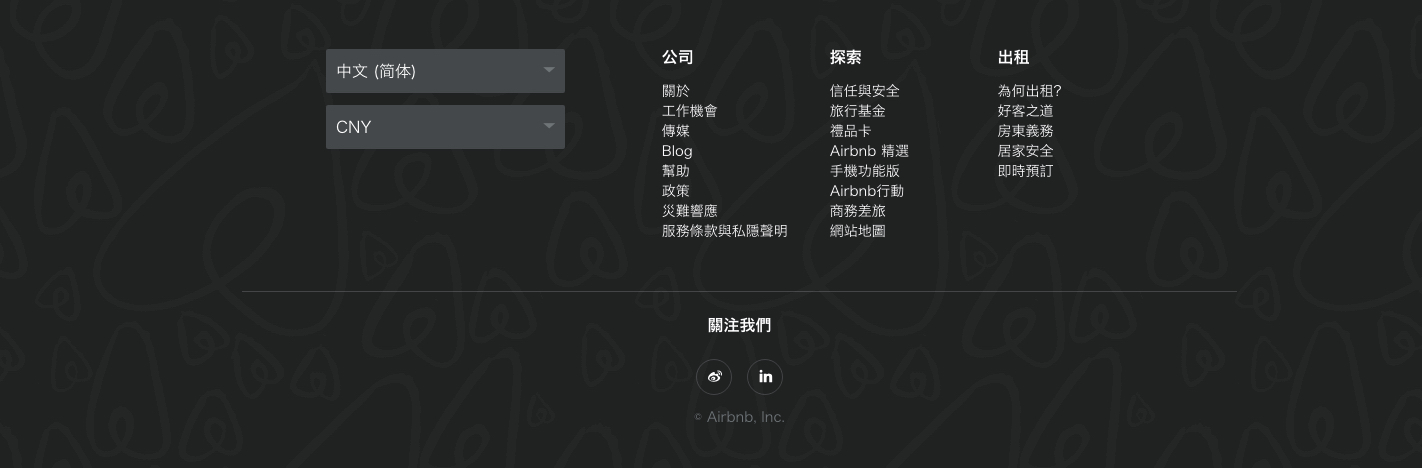 中文 (简体)
CNY
公司
關於
工作機會
傳媒
Blog
幫助
政策
災難響應
服務條款與私隱聲明
探索
信任與安全
旅行基金
禮品卡
Airbnb 精選
手機功能版
Airbnb行動
商務差旅
網站地圖
出租
為何出租?
好客之道
房東義務
居家安全
即時預訂
關注我們
in
© Airbnb, Inc.